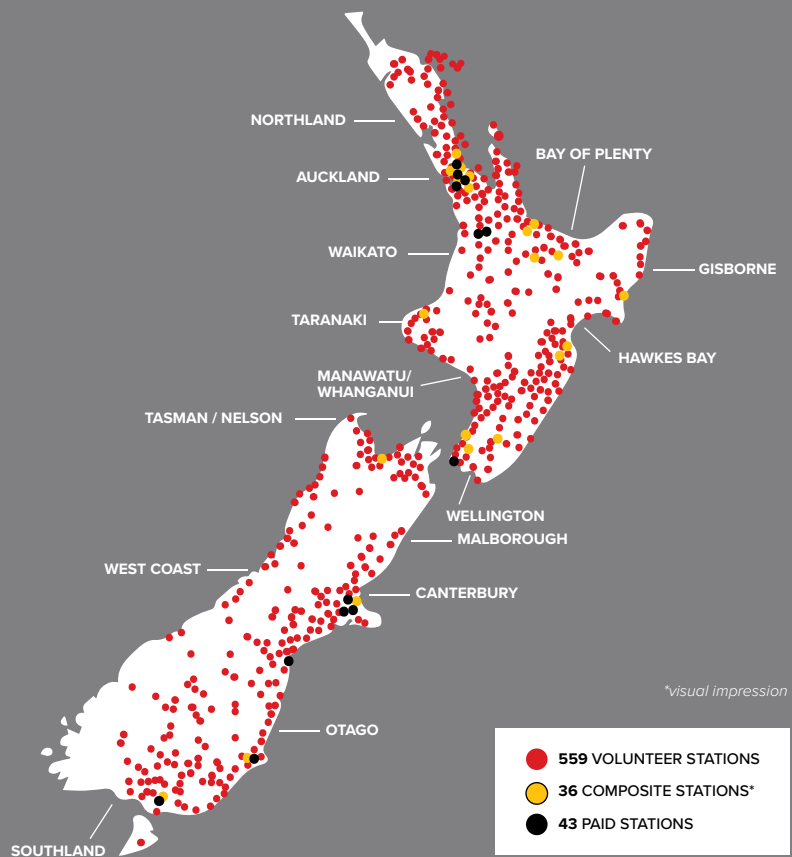 NORTHLAND
BAY OF PLENTY
AUCKLAND
WAIKATO
GISBORNE
TARANAKI
HAWKES BAY
MANAWATU/
WHANGANUI
TASMAN / NELSON
WELLINGTON
MALBOROUGH
WEST COAST
CANTERBURY
*visual impression
OTAGO
559 VOLUNTEER STATIONS
36 COMPOSITE STATIONS*
43 PAID STATIONS
SOUTHLAND